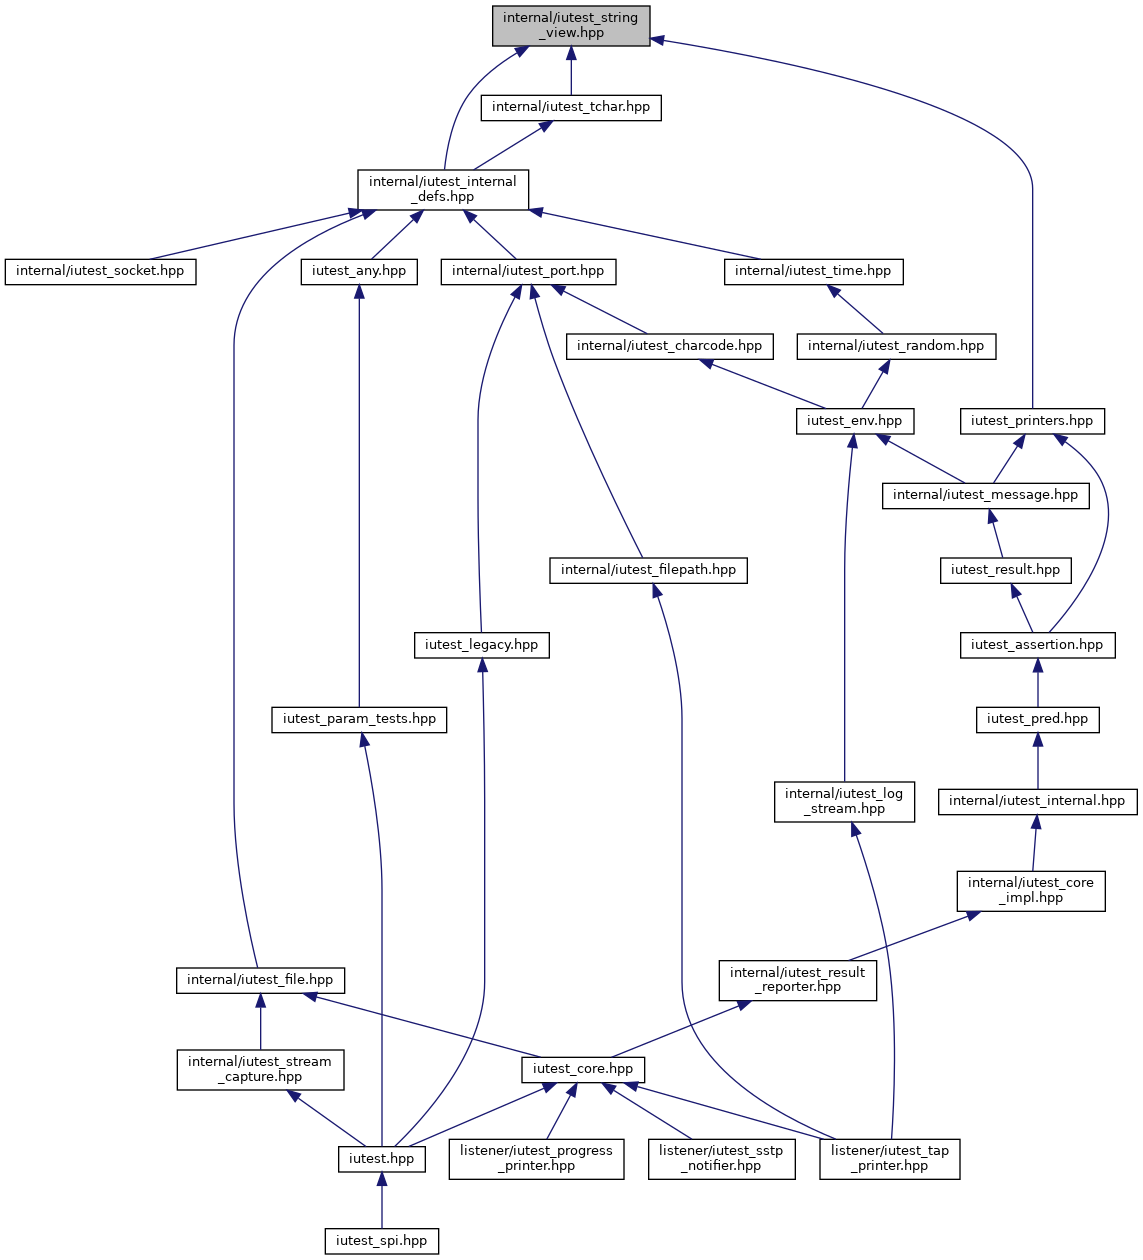 internal/iutest_string
_view.hpp
internal/iutest_tchar.hpp
internal/iutest_internal
_defs.hpp
internal/iutest_socket.hpp
iutest_any.hpp
internal/iutest_port.hpp
internal/iutest_time.hpp
internal/iutest_charcode.hpp
internal/iutest_random.hpp
iutest_env.hpp
iutest_printers.hpp
internal/iutest_message.hpp
internal/iutest_filepath.hpp
iutest_result.hpp
iutest_legacy.hpp
iutest_assertion.hpp
iutest_param_tests.hpp
iutest_pred.hpp
internal/iutest_log
_stream.hpp
internal/iutest_internal.hpp
internal/iutest_core
_impl.hpp
internal/iutest_file.hpp
internal/iutest_result
_reporter.hpp
internal/iutest_stream
_capture.hpp
iutest_core.hpp
iutest.hpp
listener/iutest_progress
_printer.hpp
listener/iutest_sstp
_notifier.hpp
listener/iutest_tap
_printer.hpp
iutest_spi.hpp